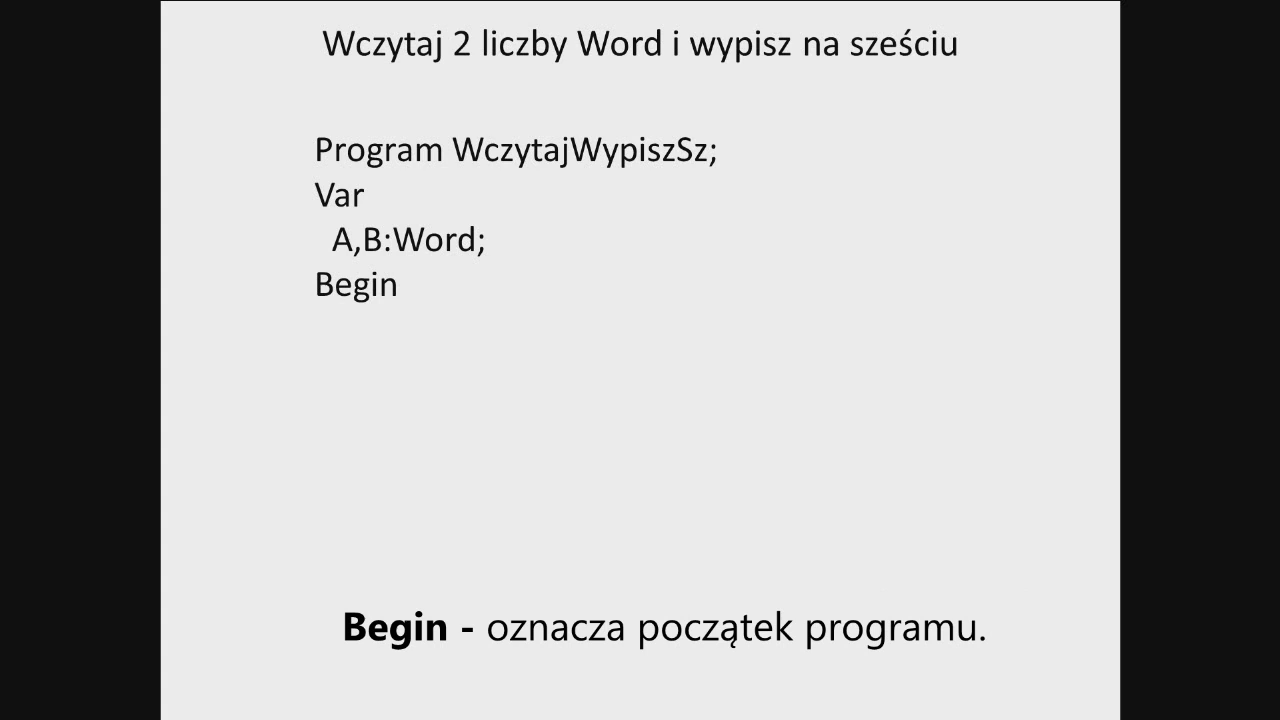 Wczytaj 2 liczby Word i wypisz na sześciu
Program WczytajWypiszSz;
Var
A,B:Word;
Begin
Begin - oznacza początek programu.